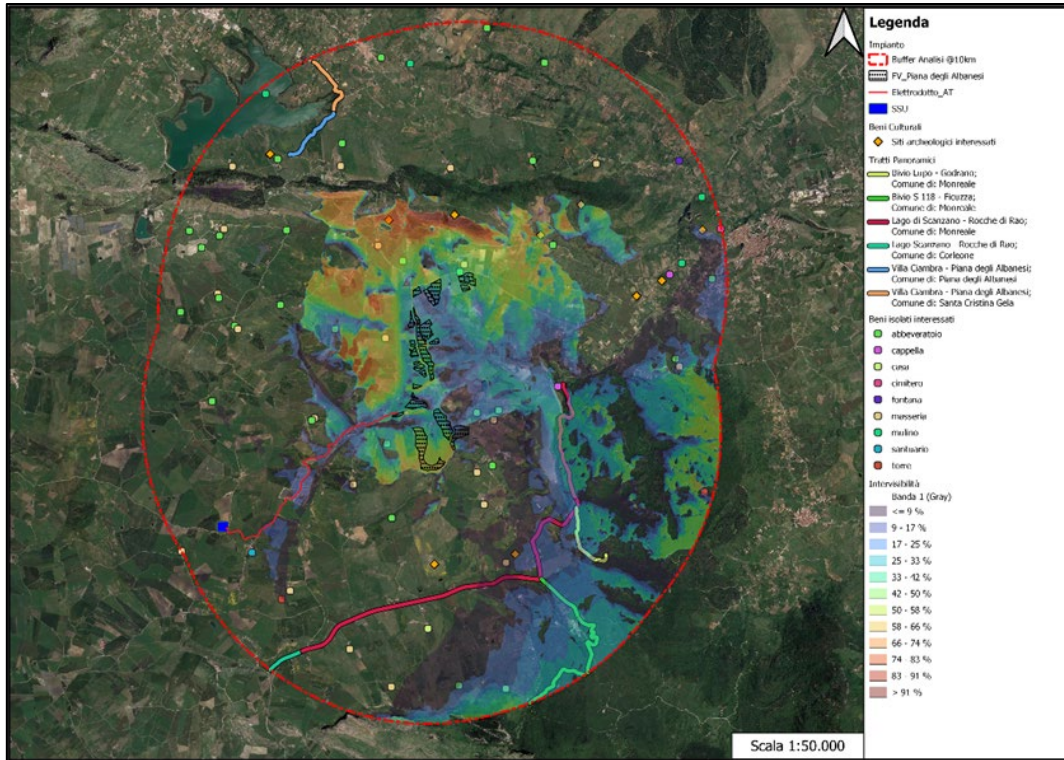 Legenda
Impianto
Buffer Analisi @10km
FV_Piana degli Albanesi
Elettrodotto_AT
SSU
Beni Culturali
Siti archeologici interessati
Tratti Panoramici
Bivio Lupo - Godrano;
Comune di: Monreale
Bivio S 118 - Ficuzza;
Comune di: Monreale
Lago di Scanzano - Rocche di Rao;
Comune di: Monreale
Lago Scanzano - Rocche di Rao;
Comune di: Corleone
Villa Ciambra - Piana degli Albanesi;
Comune di: Piana degli Albanesi
Villa Ciambra - Piana degli Albanesi;
Comune di: Santa Cristina Gela
Beni isolati interessati
abbeveratoio
cappella
casa
cimitero
fontana
masseria
mulino
santuario
torre
Intervisibilità
Banda 1 (Gray)
<= 9 %
9 - 17 %
17 - 25 %
25 - 33 %
33 - 42 %
42 - 50 %
50 - 58 %
58 - 66 %
66 - 74 %
74 - 83 %
83 - 91 %
> 91 %
Scala 1:50.000